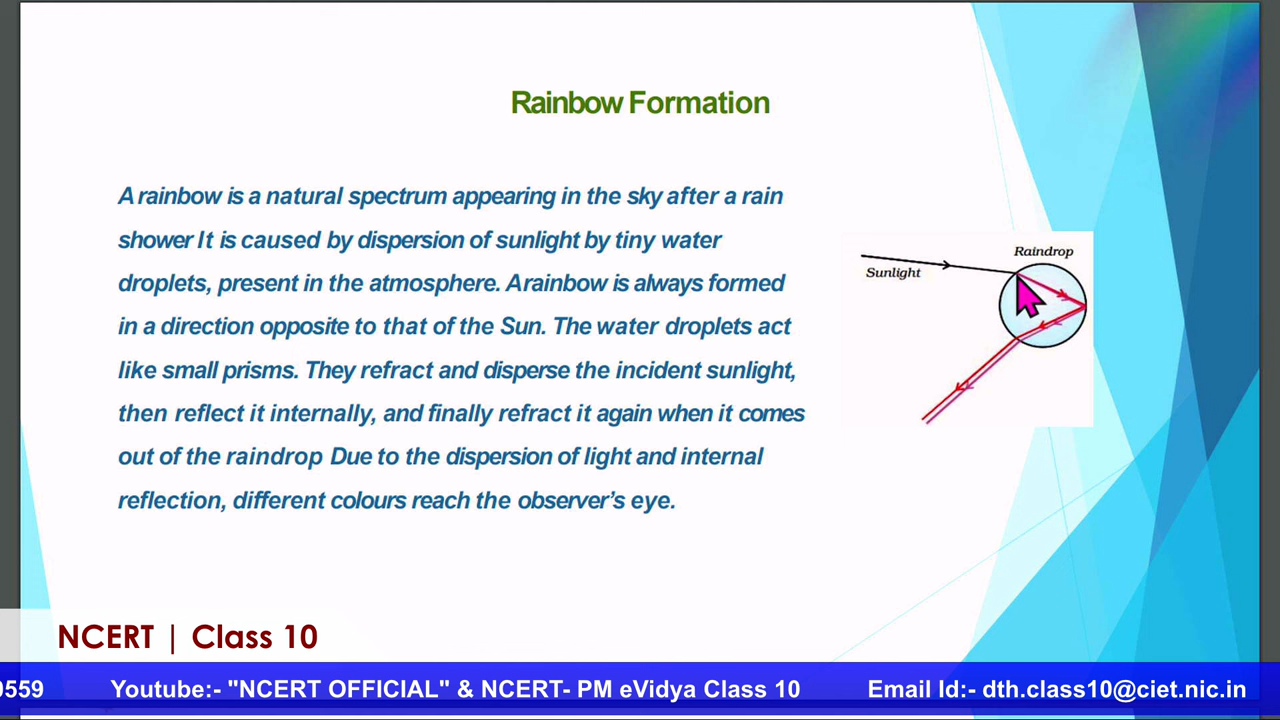 Rainbow Formation
A rainbow is a natural spectrum appearing in the sky after a rain
shower It is caused by dispersion of sunlight by tiny water
droplets, present in the atmosphere. A rainbow is always formed
in a direction opposite to that of the Sun. The water droplets act
like small prisms. They refract and disperse the incident sunlight,
then reflect it internally, and finally refract it again when it comes
out of the raindrop Due to the dispersion of light and internal
reflection, different colours reach the observer's eye.
Raindrop
Sunlight
NCERT | Class 10
0559 Youtube:- "NCERT OFFICIAL" & NCERT- PM eVidya Class 10 Email Id:- dth.class10@ciet.nic.in